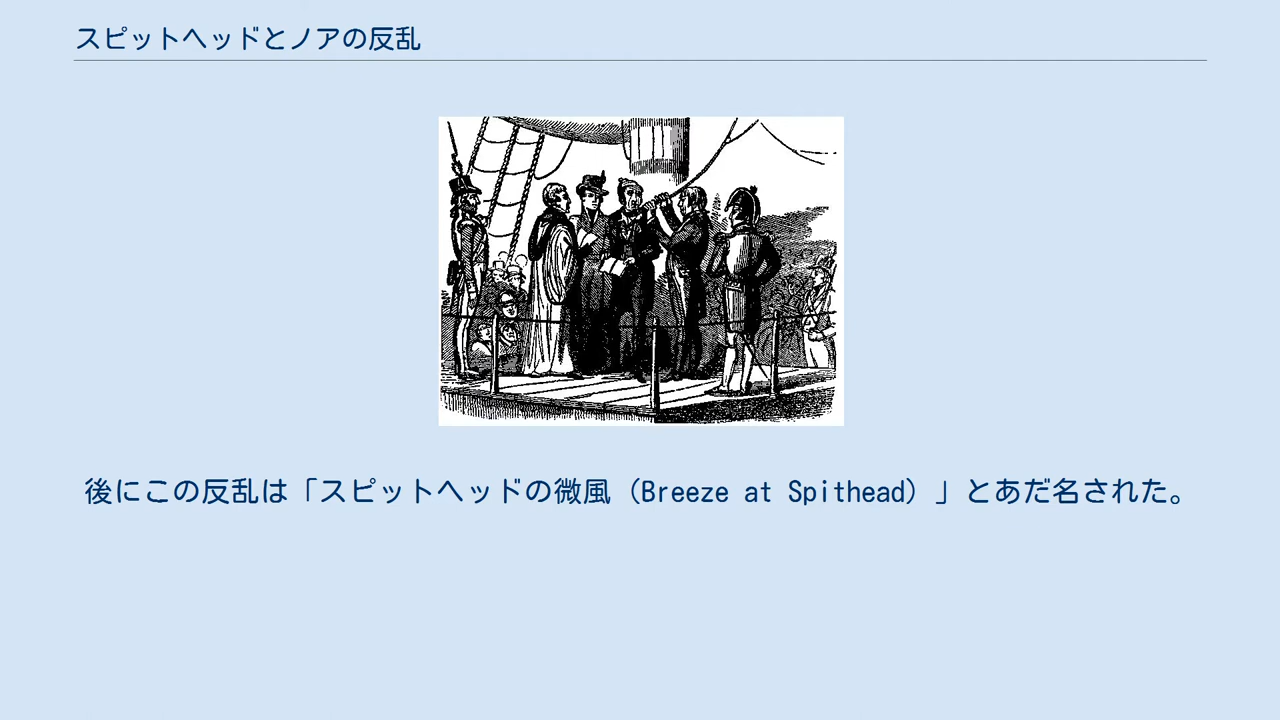 スピットヘッドとノアの反乱
後にこの反乱は「スピットヘッドの微風（Breeze at Spithead）」とあだ名された。